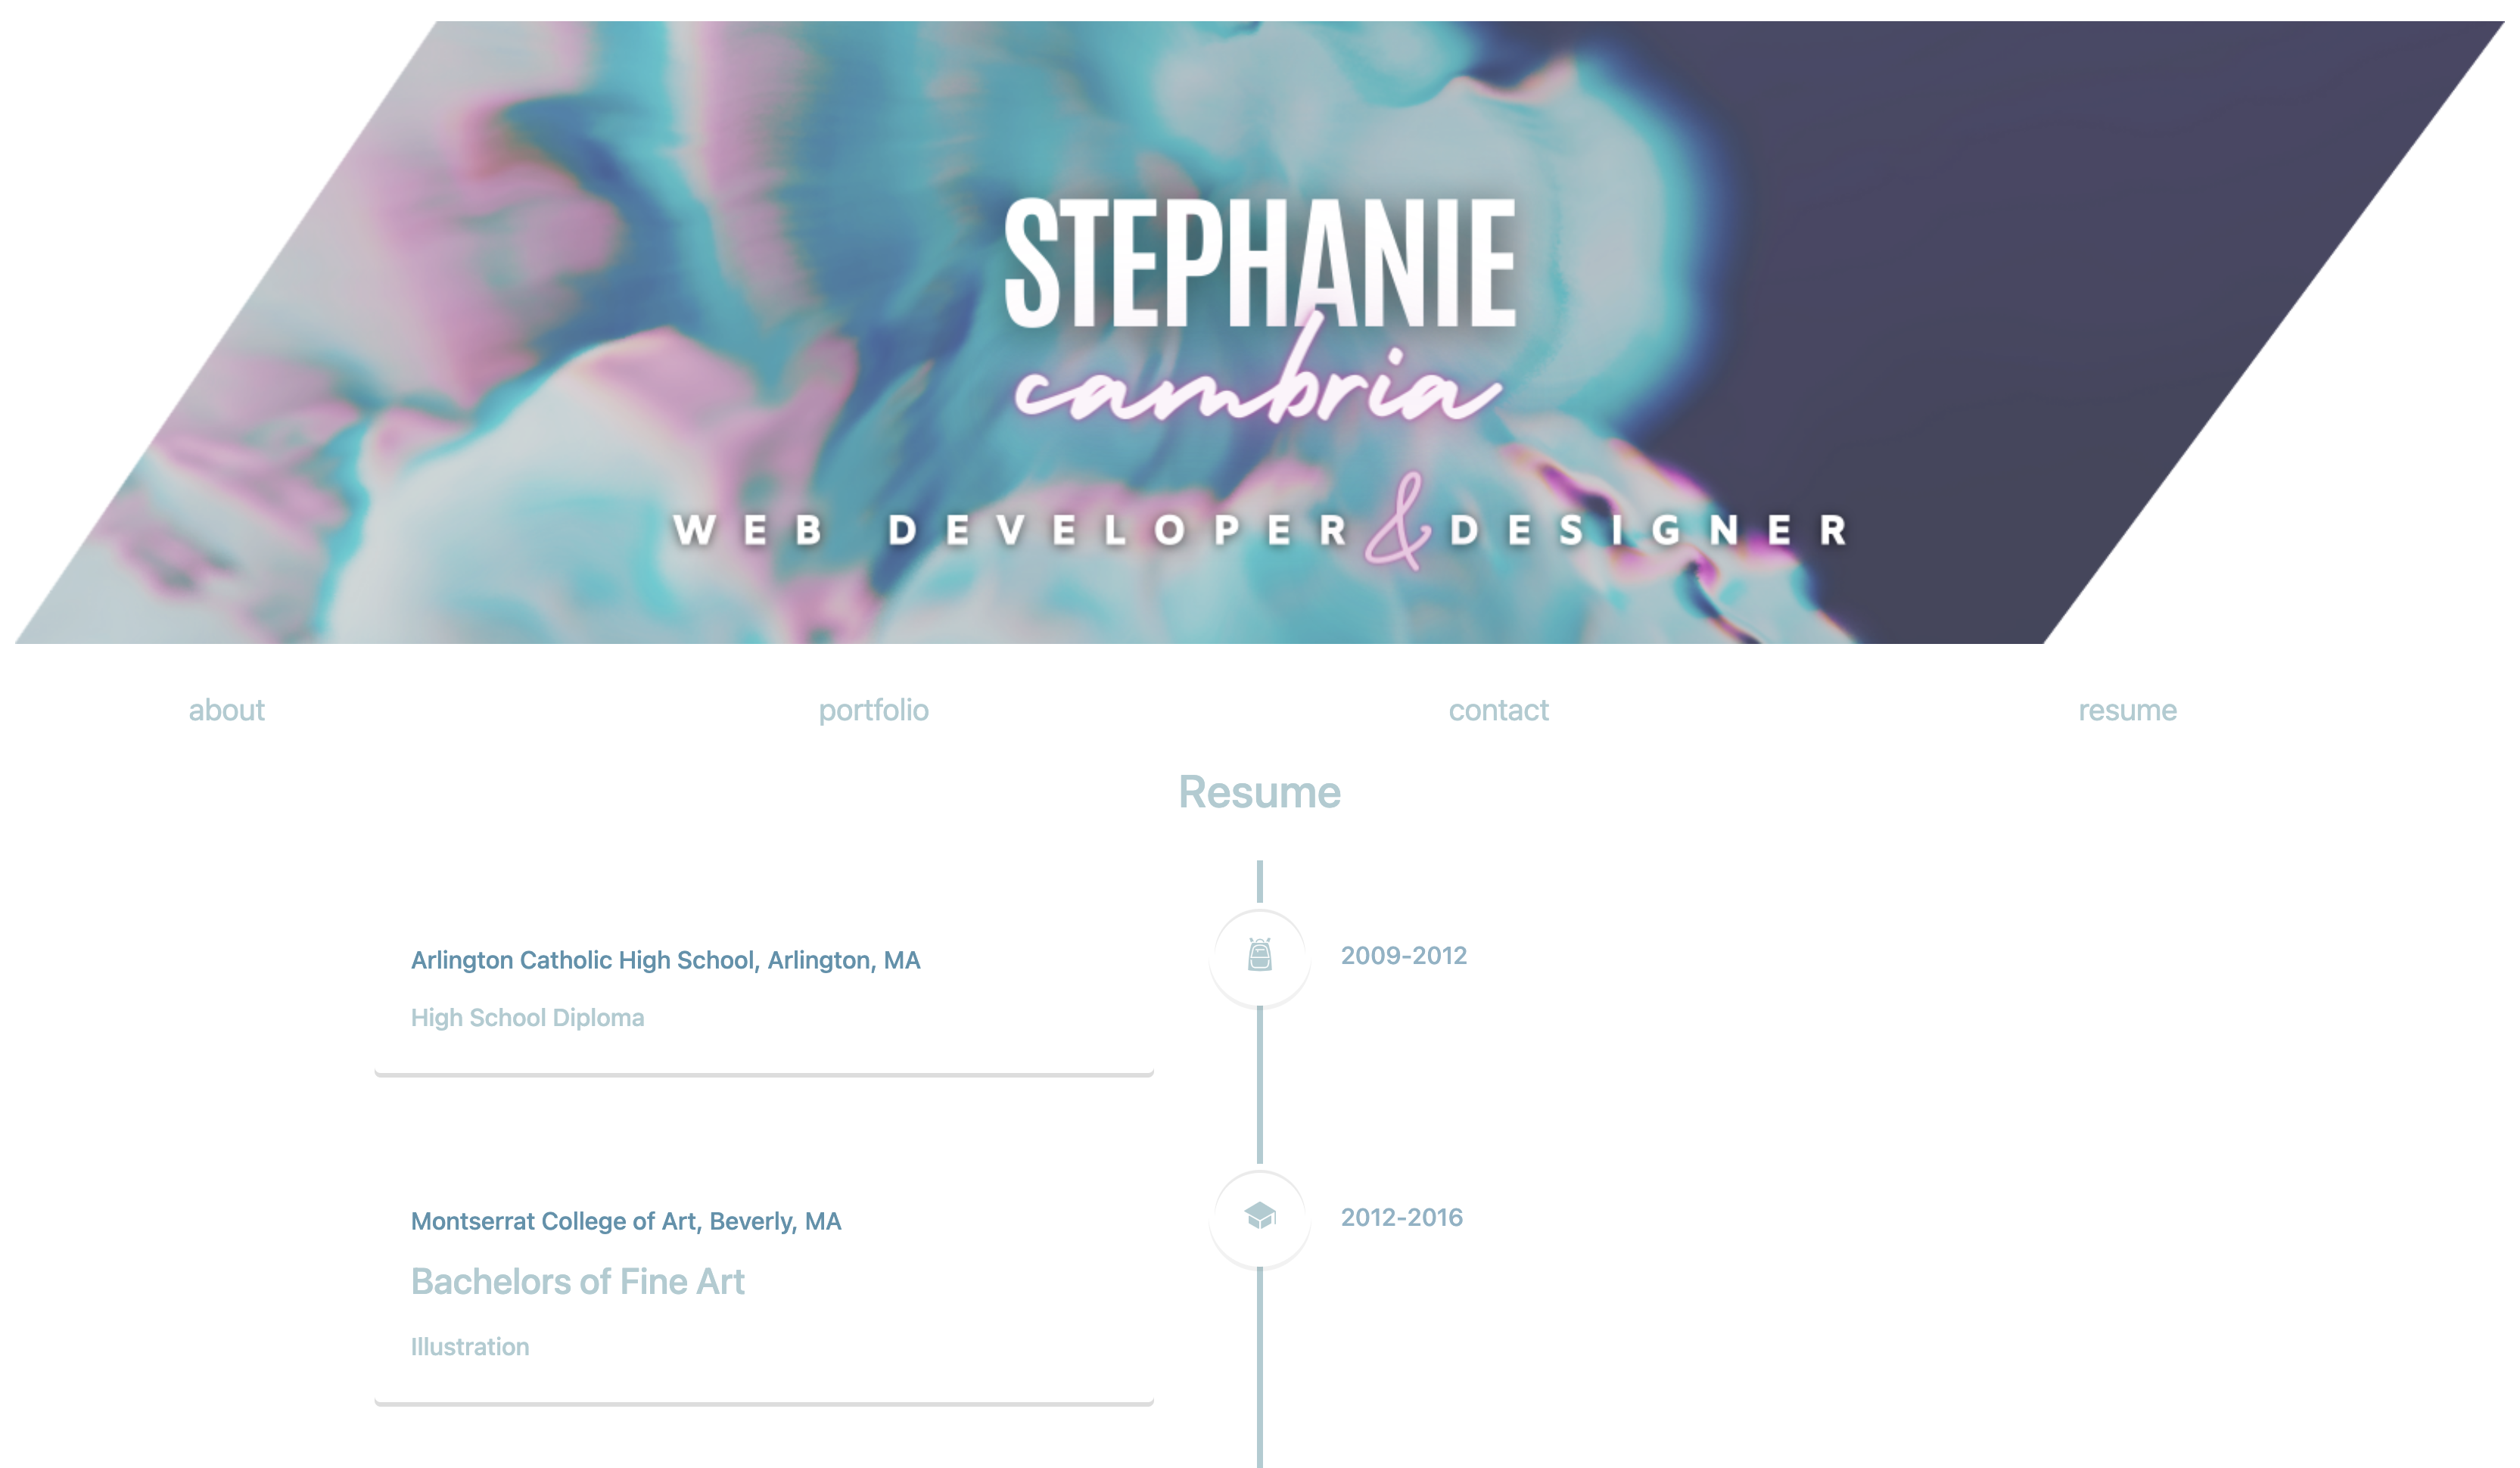 STEPHANIE
cambria
WEB DEVELOPER & DESIGNER
about portfolio contact resume
Resume
Arlington Catholic High School, Arlington, MA
2009-2012
High School Diploma
Montserrat College of Art, Beverly, MA
2012-2016
Bachelors of Fine Art
Illustration